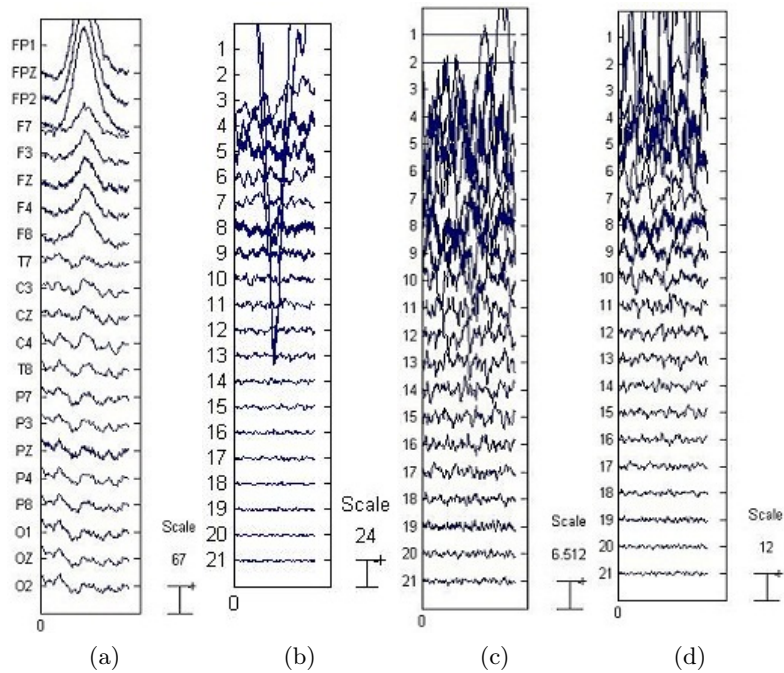 FP1
FPZ
FP2
F7
F3
FZ
F4
F8
T7
C3
CZ
C4
T8
P7
P3
PZ
P4
P8
O1
OZ
O2
0
Scale
67
+
(a)
1
2
3
4
5
6
7
8
9
10
11
12
13
14
15
16
17
18
19
20
21
0
Scale
24
+
(b)
1
2
3
4
5
6
7
8
9
10
11
12
13
14
15
16
17
18
19
20
21
0
Scale
6.512
+
(c)
1
2
3
4
5
6
7
8
9
10
11
12
13
14
15
16
17
18
19
20
21
0
Scale
12
+
(d)